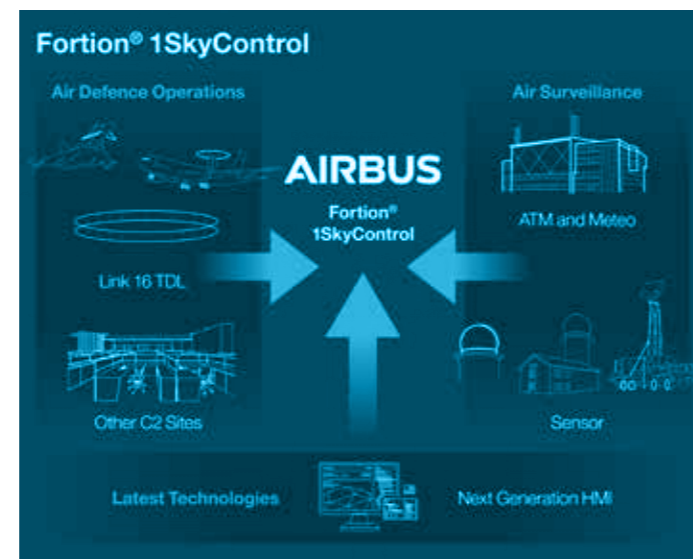 Fortion® 1SkyControl
Air Defence Operations
Link 16 TDL
Other C2 Sites
AIRBUS
Fortion®
1SkyControl
Air Surveillance
ATM and Meteo
Sensor
Latest Technologies
Next Generation HMI